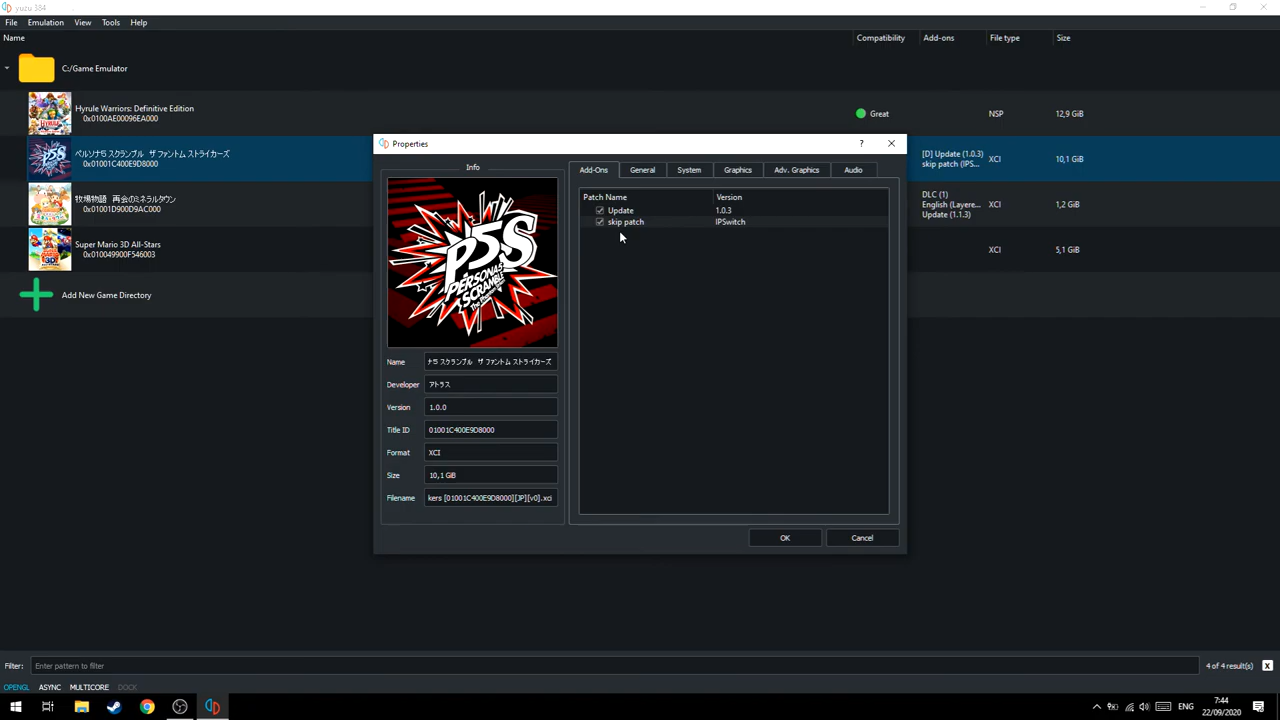 yuzu 384
File Emulation View Tools Help
Name Compatibility Add-ons File type Size
C:/Game Emulator
Hyrule Warriors: Definitive Edition
0x0100AE00096EA000
Great NSP 12,9 GiB
ペルソナ5 スクランブル ザ ファントム ストライカーズ
0x01001C400E9D8000
[D] Update (1.0.3)
skip patch (IPS...
XCI 10,1 GiB
牧場物語 再会のミネラルタウン
0x01001D900D9AC000
DLC (1)
English (Layere...
Update (1.1.3)
XCI 1,2 GiB
Super Mario 3D All-Stars
0x010049900F546003
XCI 5,1 GiB
Add New Game Directory
Properties
?
Info
P5S
PERSONA5
SCRAMBLE
The Phantom Strikers
Name ナ5 スクランブル ザ ファントム ストライカーズ
Developer アトラス
Version 1.0.0
Title ID 01001C400E9D8000
Format XCI
Size 10,1 GiB
Filename kers [01001C400E9D8000][JP][v0].xci
Add-Ons General System Graphics Adv. Graphics Audio
Patch Name Version
Update 1.0.3
skip patch IPSwitch
OK Cancel
Filter: Enter pattern to filter 4 of 4 result(s) X
OPENGL ASYNC MULTICORE DOCK
ENG
7:44
22/09/2020